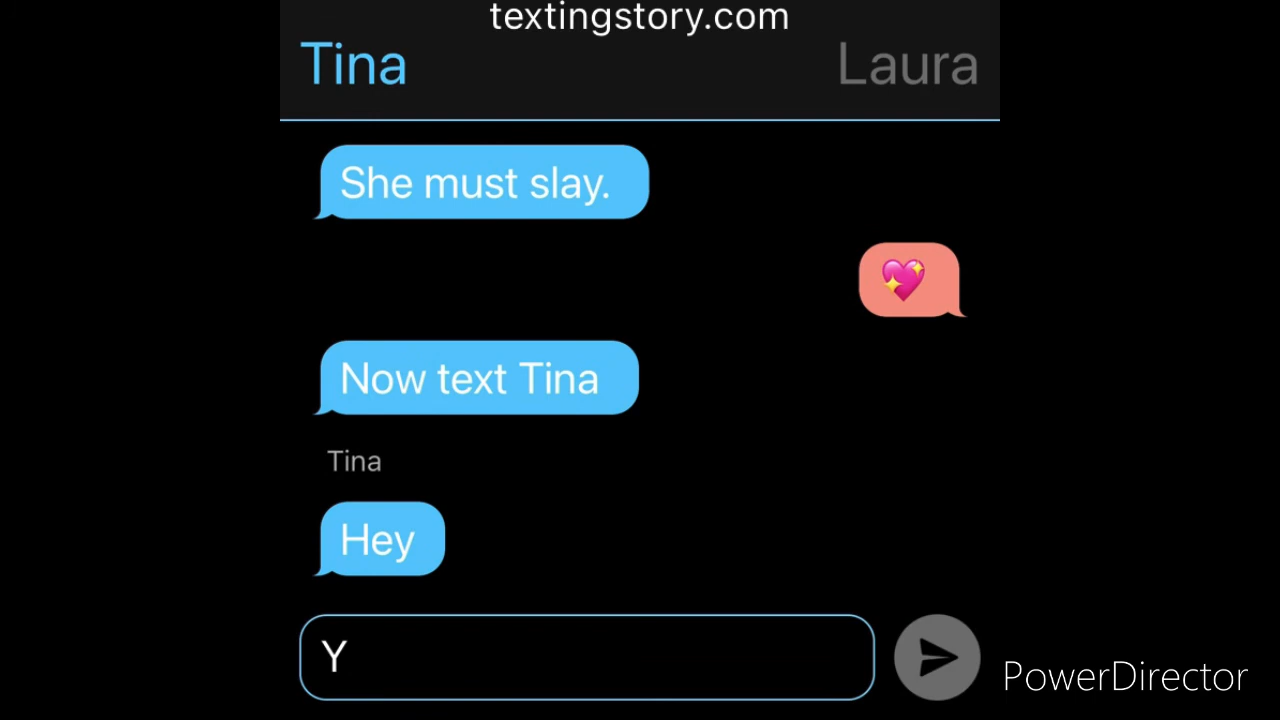 textingstory.com
Tina Laura
She must slay.
💖
Now text Tina
Tina
Hey
Y
PowerDirector